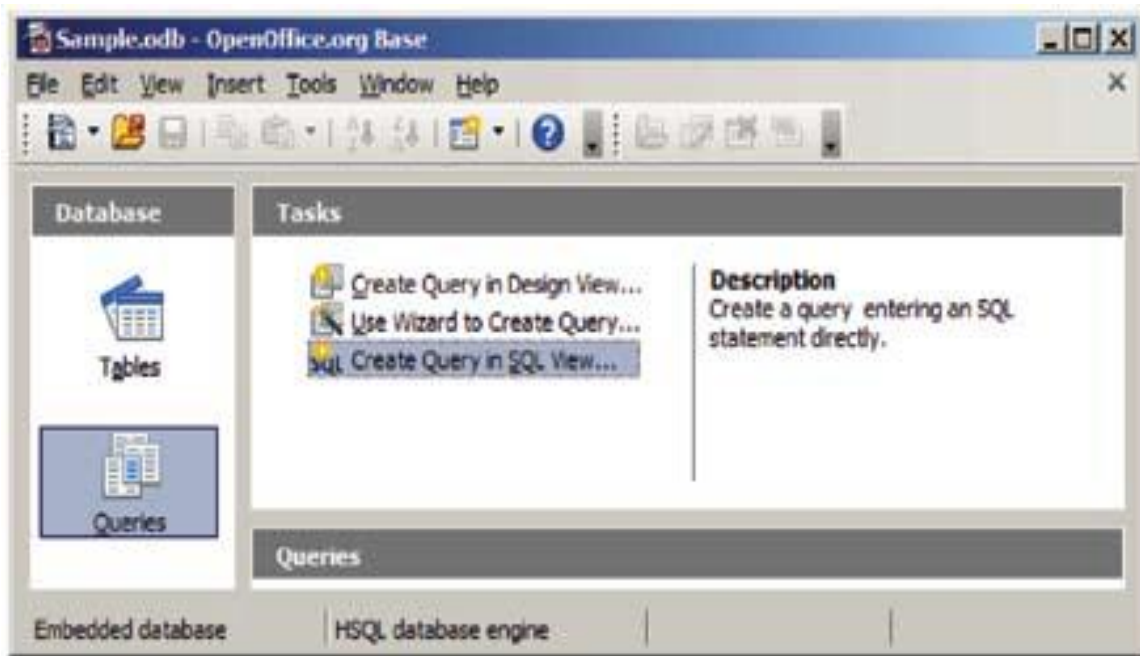 Sample.odb - OpenOffice.org Base
File Edit View Insert Tools Window Help
Database
Tables
Queries
Tasks
Create Query in Design View...
Use Wizard to Create Query...
SQL Create Query in SQL View...
Description
Create a query entering an SQL
statement directly.
Queries
Embedded database
HSQL database engine